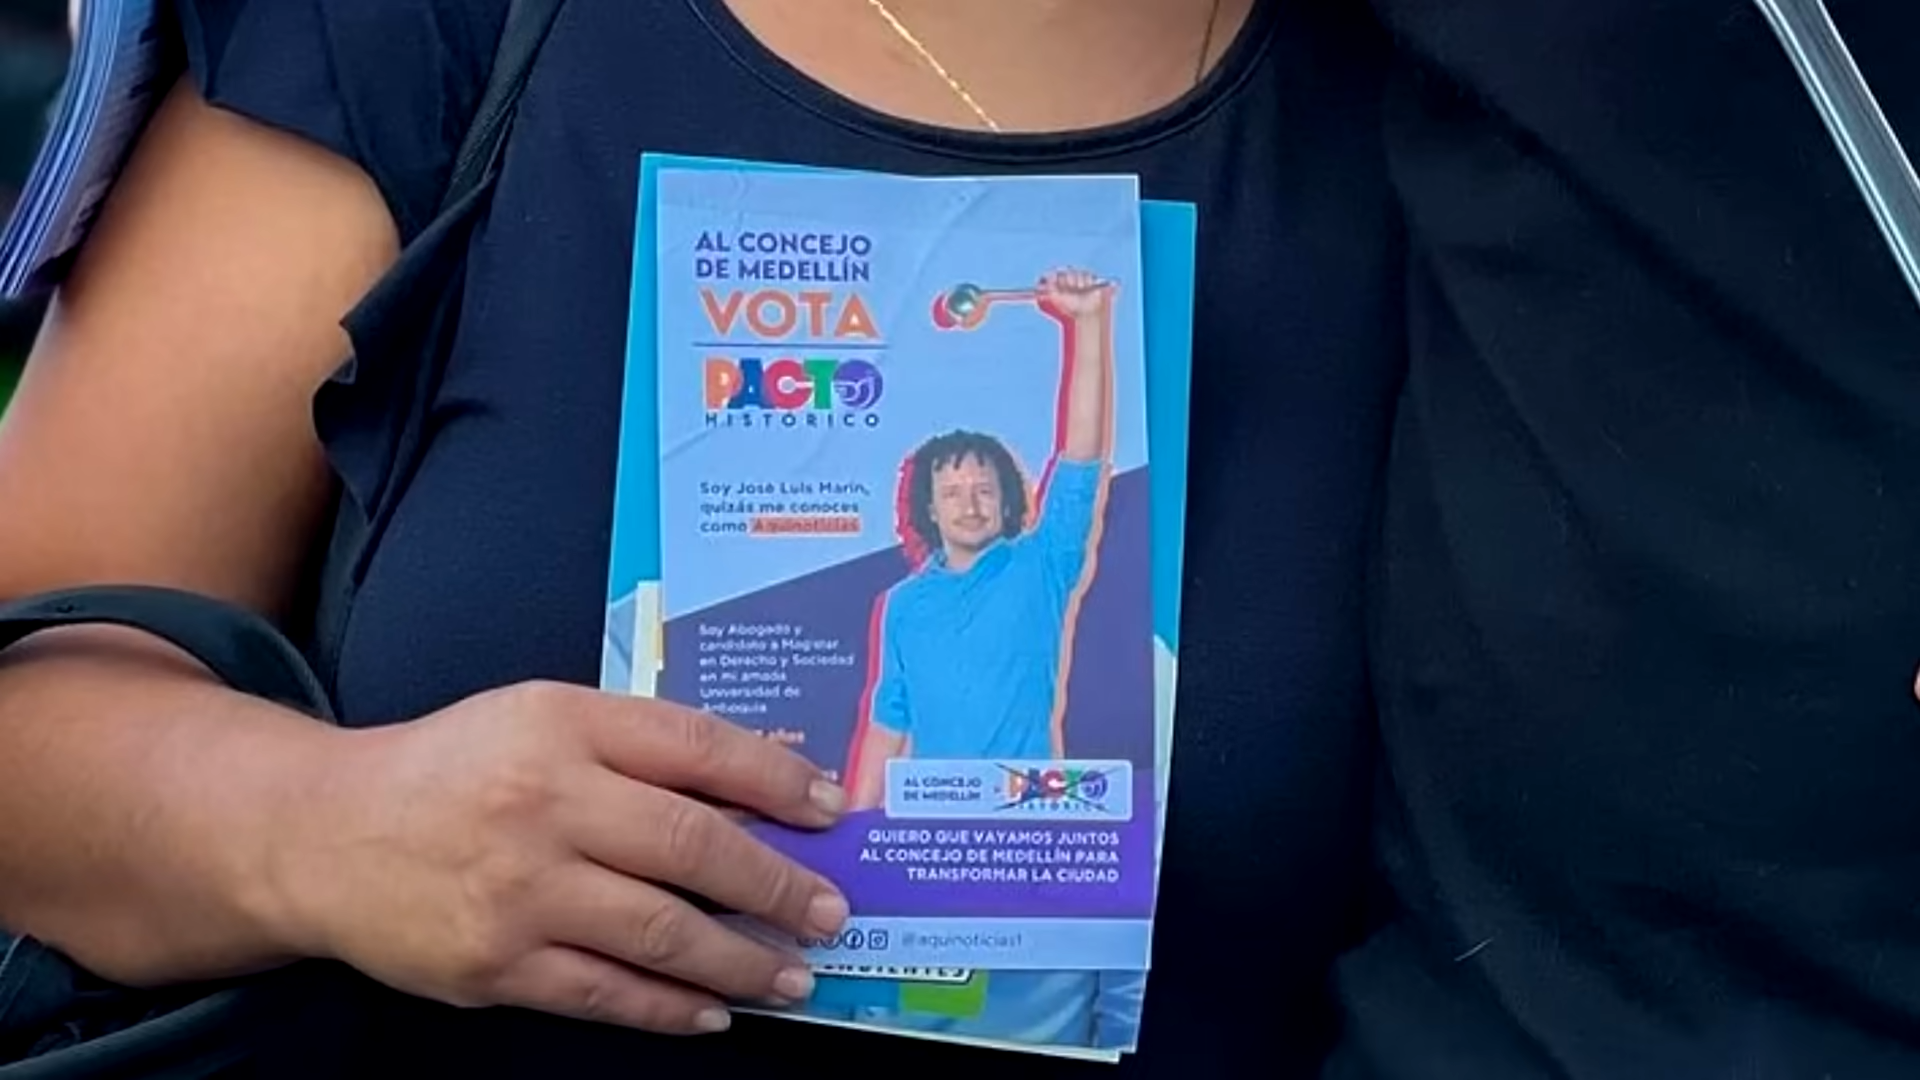 AL CONCEJO
DE MEDELLÍN
VOTA
PACTO
HISTÓRICO
Soy José Luis Marín,
quizás me conoces
como Aquinoticias
Soy Abogado y
candidato a Magister
en Derecho y Sociedad
en mi amada
Universidad de
Antioquia
años
AL CONCEJO
DE MEDELLÍN
PACTO
HISTÓRICO
QUIERO QUE VAYAMOS JUNTOS
AL CONCEJO DE MEDELLÍN PARA
TRANSFORMAR LA CIUDAD
@aquinoticias1